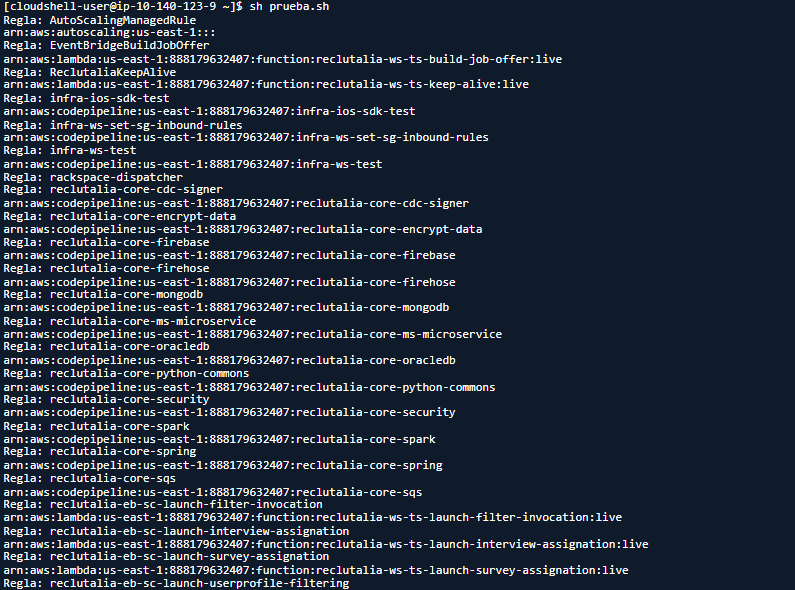 [cloudshell-user@ip-10-140-123-9 ~]$ sh prueba.sh
Regla: AutoScalingManagedRule
arn:aws:autoscaling:us-east-1:::
Regla: EventBridgeBuildJobOffer
arn:aws:lambda:us-east-1:888179632407:function:reclutalia-ws-ts-build-job-offer:live
Regla: ReclutaliaKeepAlive
arn:aws:lambda:us-east-1:888179632407:function:reclutalia-ws-ts-keep-alive:live
Regla: infra-ios-sdk-test
arn:aws:codepipeline:us-east-1:888179632407:infra-ios-sdk-test
Regla: infra-ws-set-sg-inbound-rules
arn:aws:codepipeline:us-east-1:888179632407:infra-ws-set-sg-inbound-rules
Regla: infra-ws-test
arn:aws:codepipeline:us-east-1:888179632407:infra-ws-test
Regla: rackspace-dispatcher
Regla: reclutalia-core-cdc-signer
arn:aws:codepipeline:us-east-1:888179632407:reclutalia-core-cdc-signer
Regla: reclutalia-core-encrypt-data
arn:aws:codepipeline:us-east-1:888179632407:reclutalia-core-encrypt-data
Regla: reclutalia-core-firebase
arn:aws:codepipeline:us-east-1:888179632407:reclutalia-core-firebase
Regla: reclutalia-core-firehose
arn:aws:codepipeline:us-east-1:888179632407:reclutalia-core-firehose
Regla: reclutalia-core-mongodb
arn:aws:codepipeline:us-east-1:888179632407:reclutalia-core-mongodb
Regla: reclutalia-core-ms-microservice
arn:aws:codepipeline:us-east-1:888179632407:reclutalia-core-ms-microservice
Regla: reclutalia-core-oracledb
arn:aws:codepipeline:us-east-1:888179632407:reclutalia-core-oracledb
Regla: reclutalia-core-python-commons
arn:aws:codepipeline:us-east-1:888179632407:reclutalia-core-python-commons
Regla: reclutalia-core-security
arn:aws:codepipeline:us-east-1:888179632407:reclutalia-core-security
Regla: reclutalia-core-spark
arn:aws:codepipeline:us-east-1:888179632407:reclutalia-core-spark
Regla: reclutalia-core-spring
arn:aws:codepipeline:us-east-1:888179632407:reclutalia-core-spring
Regla: reclutalia-core-sqs
arn:aws:codepipeline:us-east-1:888179632407:reclutalia-core-sqs
Regla: reclutalia-eb-sc-launch-filter-invocation
arn:aws:lambda:us-east-1:888179632407:function:reclutalia-ws-ts-launch-filter-invocation:live
Regla: reclutalia-eb-sc-launch-interview-assignation
arn:aws:lambda:us-east-1:888179632407:function:reclutalia-ws-ts-launch-interview-assignation:live
Regla: reclutalia-eb-sc-launch-survey-assignation
arn:aws:lambda:us-east-1:888179632407:function:reclutalia-ws-ts-launch-survey-assignation:live
Regla: reclutalia-eb-sc-launch-userprofile-filtering